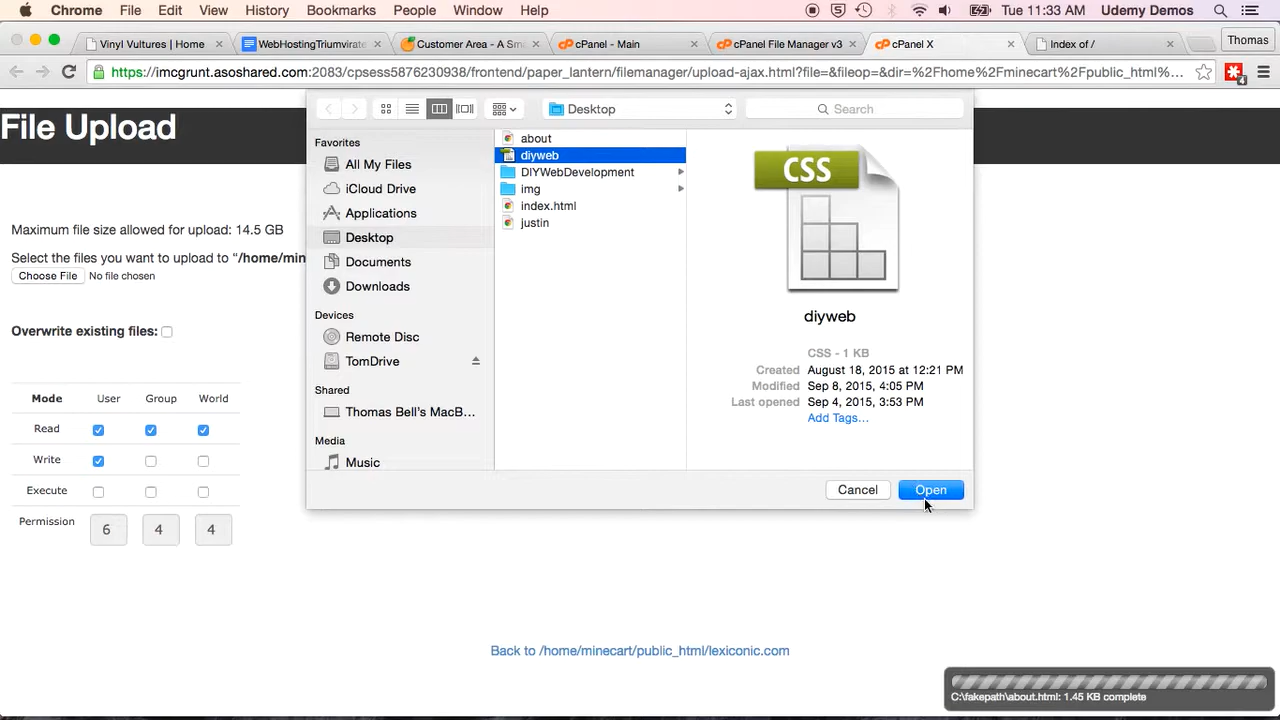 Chrome File Edit View History Bookmarks People Window Help 5 Tue 11:33 AM Udemy Demos
Vinyl Vultures | Home × WebHostingTriumvirate × Customer Area - A Sma × cPanel - Main × cPanel File Manager v3 × cPanel X × Index of / × Thomas
https://imcgrunt.asoshared.com:2083/cpsess5876230938/frontend/paper_lantern/filemanager/upload-ajax.html?file=&fileop=&dir=%2Fhome%2Fminecart%2Fpublic_html%... 4
File Upload
Maximum file size allowed for upload: 14.5 GB
Select the files you want to upload to “/home/min
Choose File No file chosen
Overwrite existing files:
Mode User Group World
Read
Write
Execute
Permission 6 4 4
Desktop
Search
Favorites
All My Files
iCloud Drive
Applications
Desktop
Documents
Downloads
Devices
Remote Disc
TomDrive
Shared
Thomas Bell's MacB...
Media
Music
about
diyweb
DIYWebDevelopment
img
index.html
justin
CSS
diyweb
CSS - 1 KB
Created August 18, 2015 at 12:21 PM
Modified Sep 8, 2015, 4:05 PM
Last opened Sep 4, 2015, 3:53 PM
Add Tags...
Cancel Open
Back to /home/minecart/public_html/lexiconic.com
C:\fakepath\about.html: 1.45 KB complete